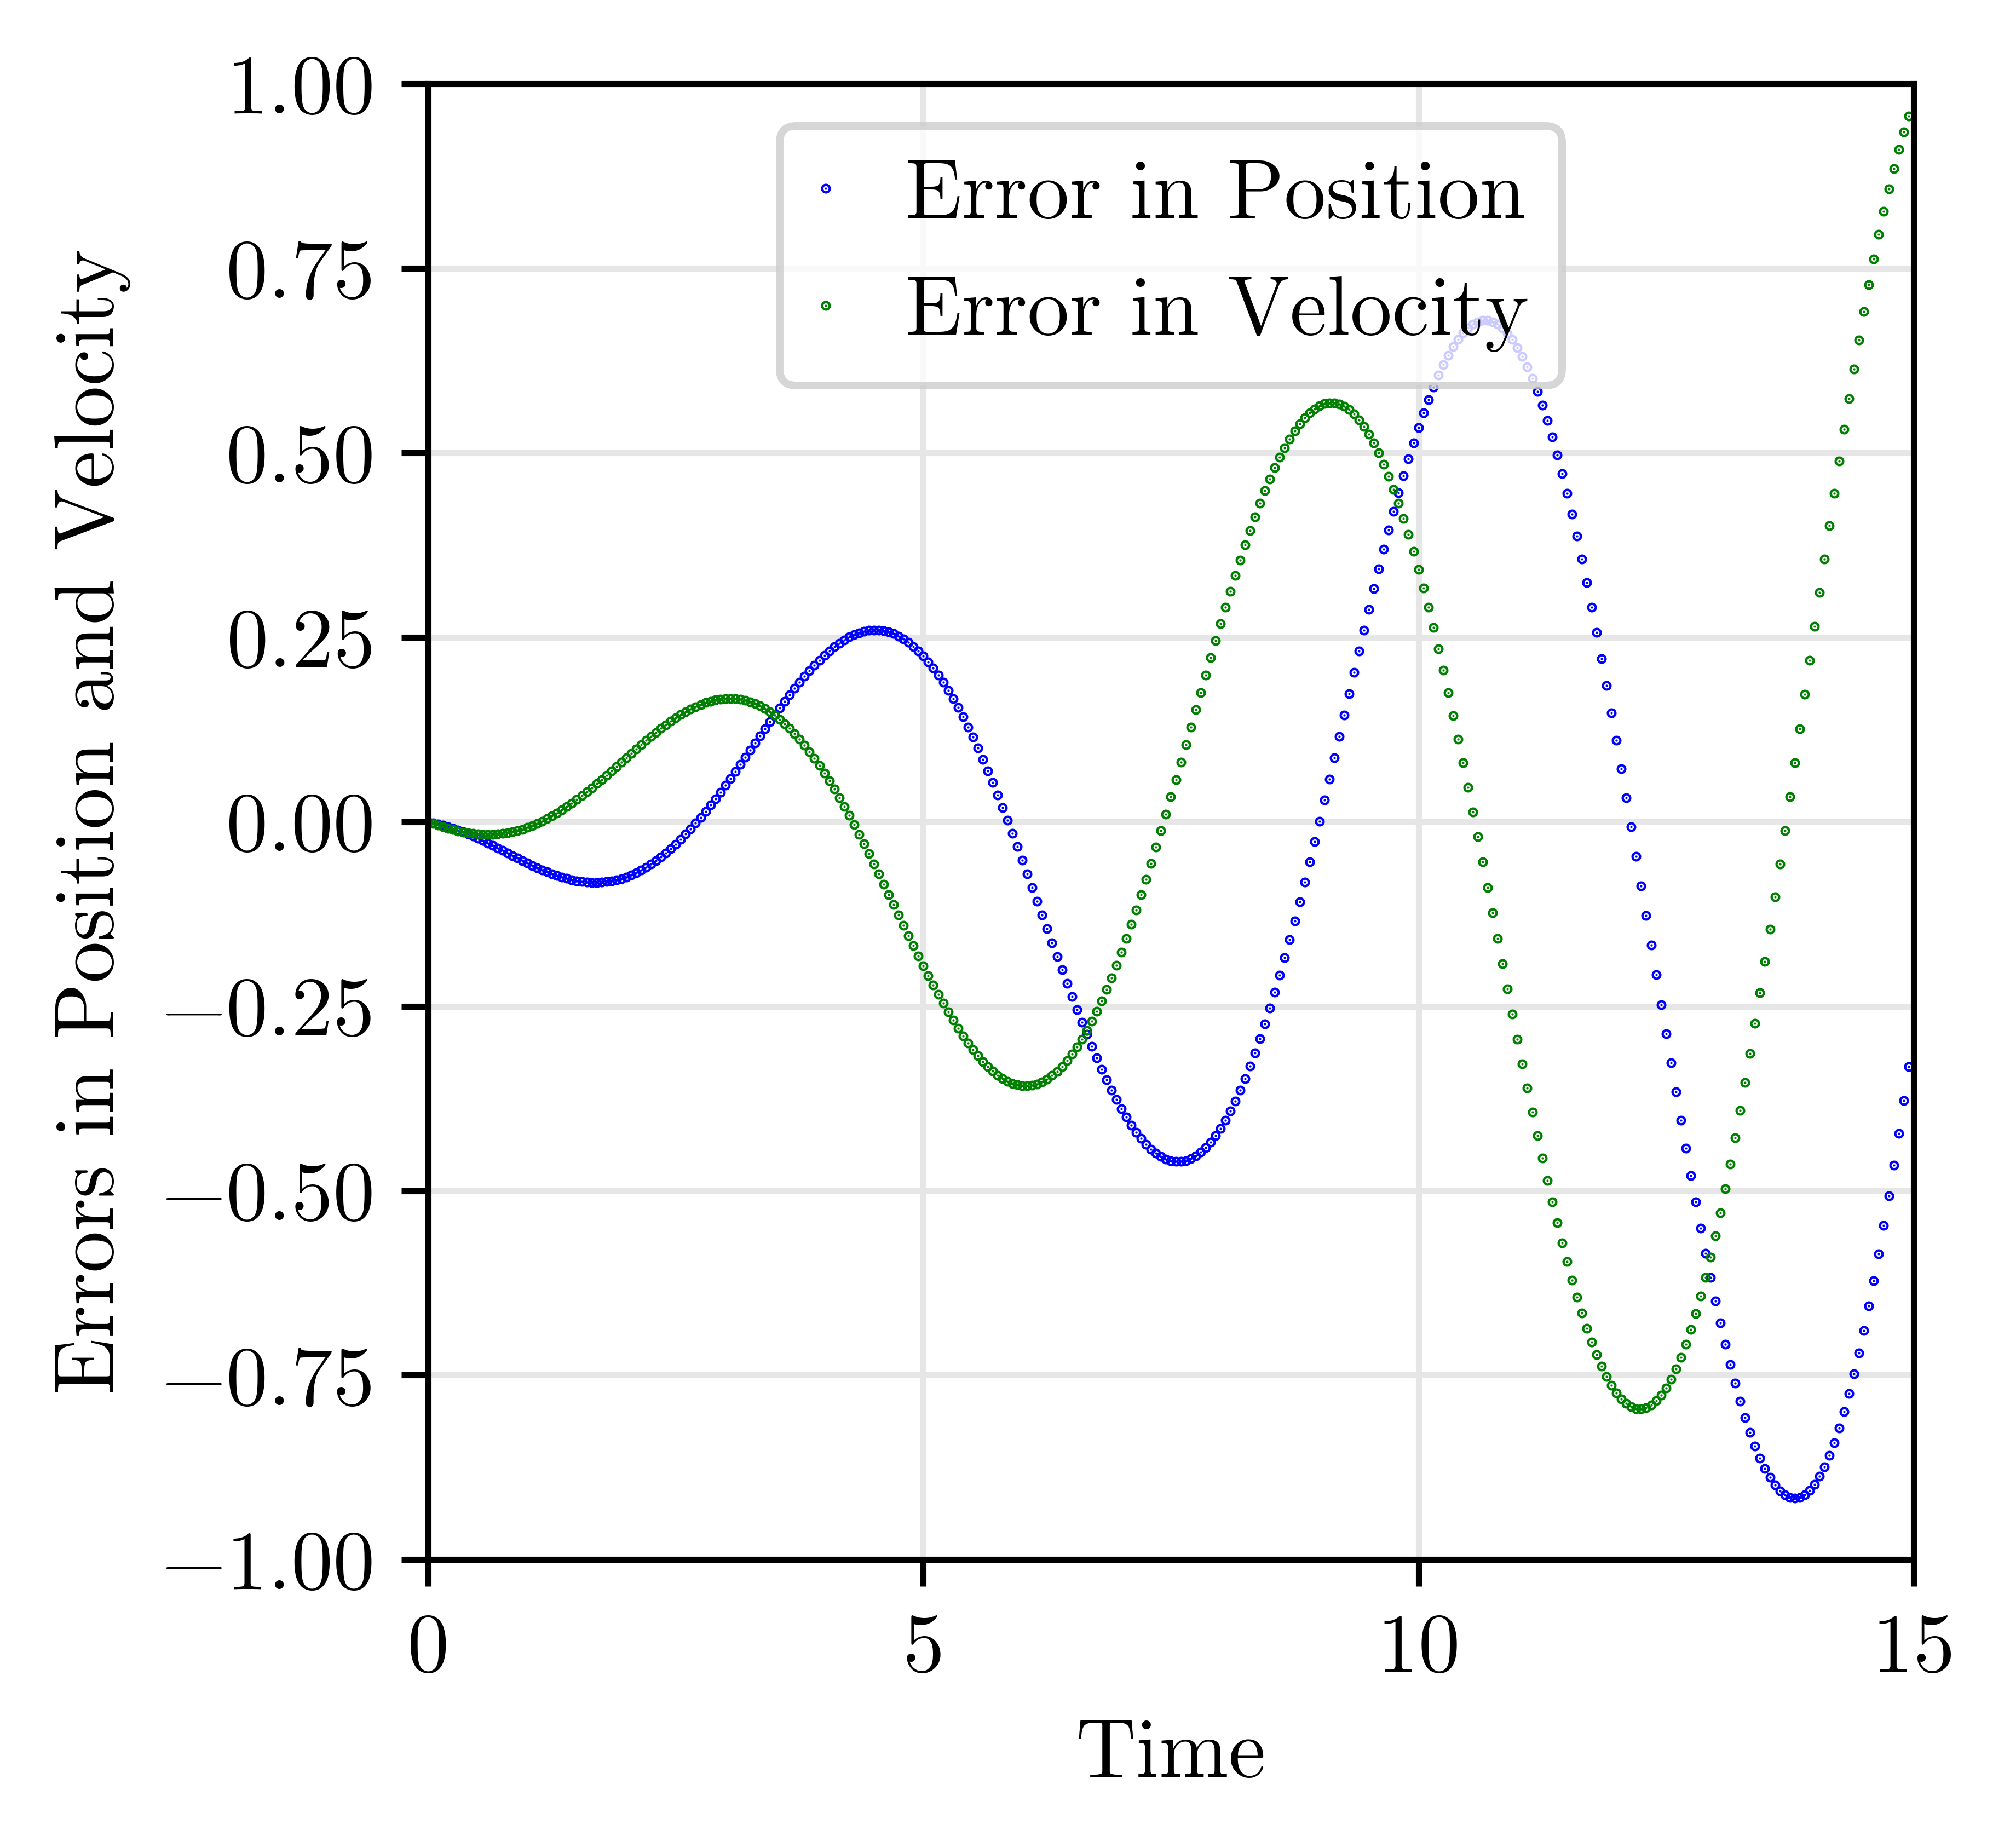 Errors in Position and Velocity
1.00
0.75
0.50
0.25
0.00
−0.25
−0.50
−0.75
−1.00
Error in Position
Error in Velocity
0 5 10 15
Time